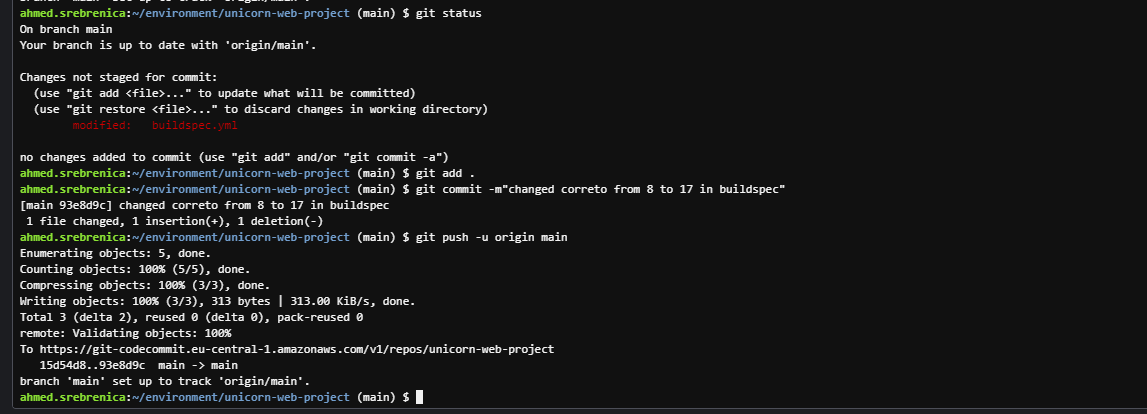 ahmed.srebrenica:~/environment/unicorn-web-project (main) $ git status
On branch main
Your branch is up to date with 'origin/main'.
Changes not staged for commit:
(use "git add <file>..." to update what will be committed)
(use "git restore <file>..." to discard changes in working directory)
modified: buildspec.yml
no changes added to commit (use "git add" and/or "git commit -a")
ahmed.srebrenica:~/environment/unicorn-web-project (main) $ git add .
ahmed.srebrenica:~/environment/unicorn-web-project (main) $ git commit -m"changed correto from 8 to 17 in buildspec"
[main 93e8d9c] changed correto from 8 to 17 in buildspec
1 file changed, 1 insertion(+), 1 deletion(-)
ahmed.srebrenica:~/environment/unicorn-web-project (main) $ git push -u origin main
Enumerating objects: 5, done.
Counting objects: 100% (5/5), done.
Compressing objects: 100% (3/3), done.
Writing objects: 100% (3/3), 313 bytes | 313.00 KiB/s, done.
Total 3 (delta 2), reused 0 (delta 0), pack-reused 0
remote: Validating objects: 100%
To https://git-codecommit.eu-central-1.amazonaws.com/v1/repos/unicorn-web-project
15d54d8..93e8d9c main -> main
branch 'main' set up to track 'origin/main'.
ahmed.srebrenica:~/environment/unicorn-web-project (main) $